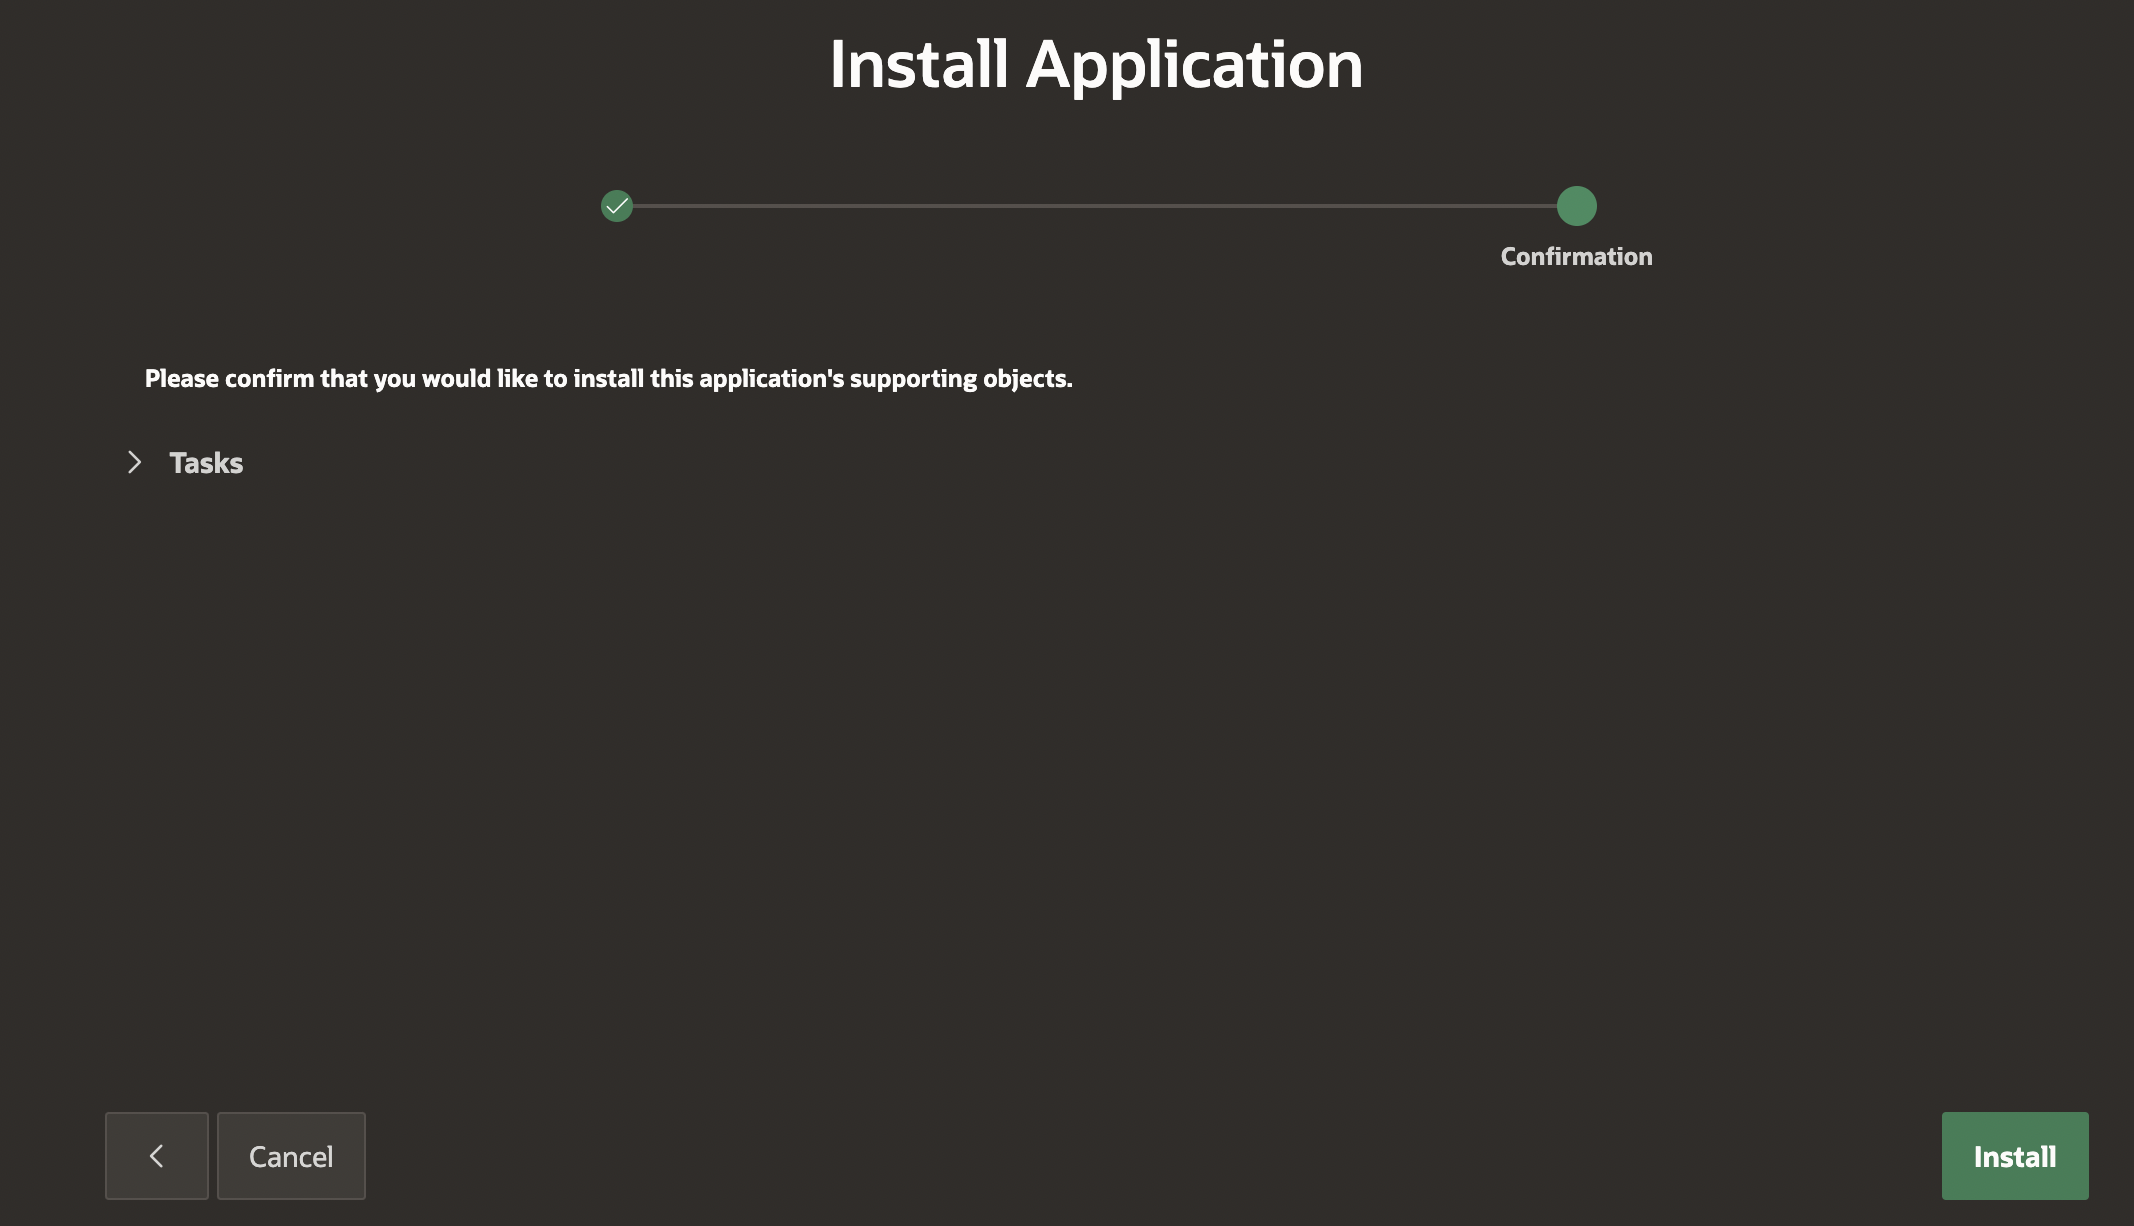 Install Application
Confirmation
Please confirm that you would like to install this application's supporting objects.
Tasks
Cancel
Install